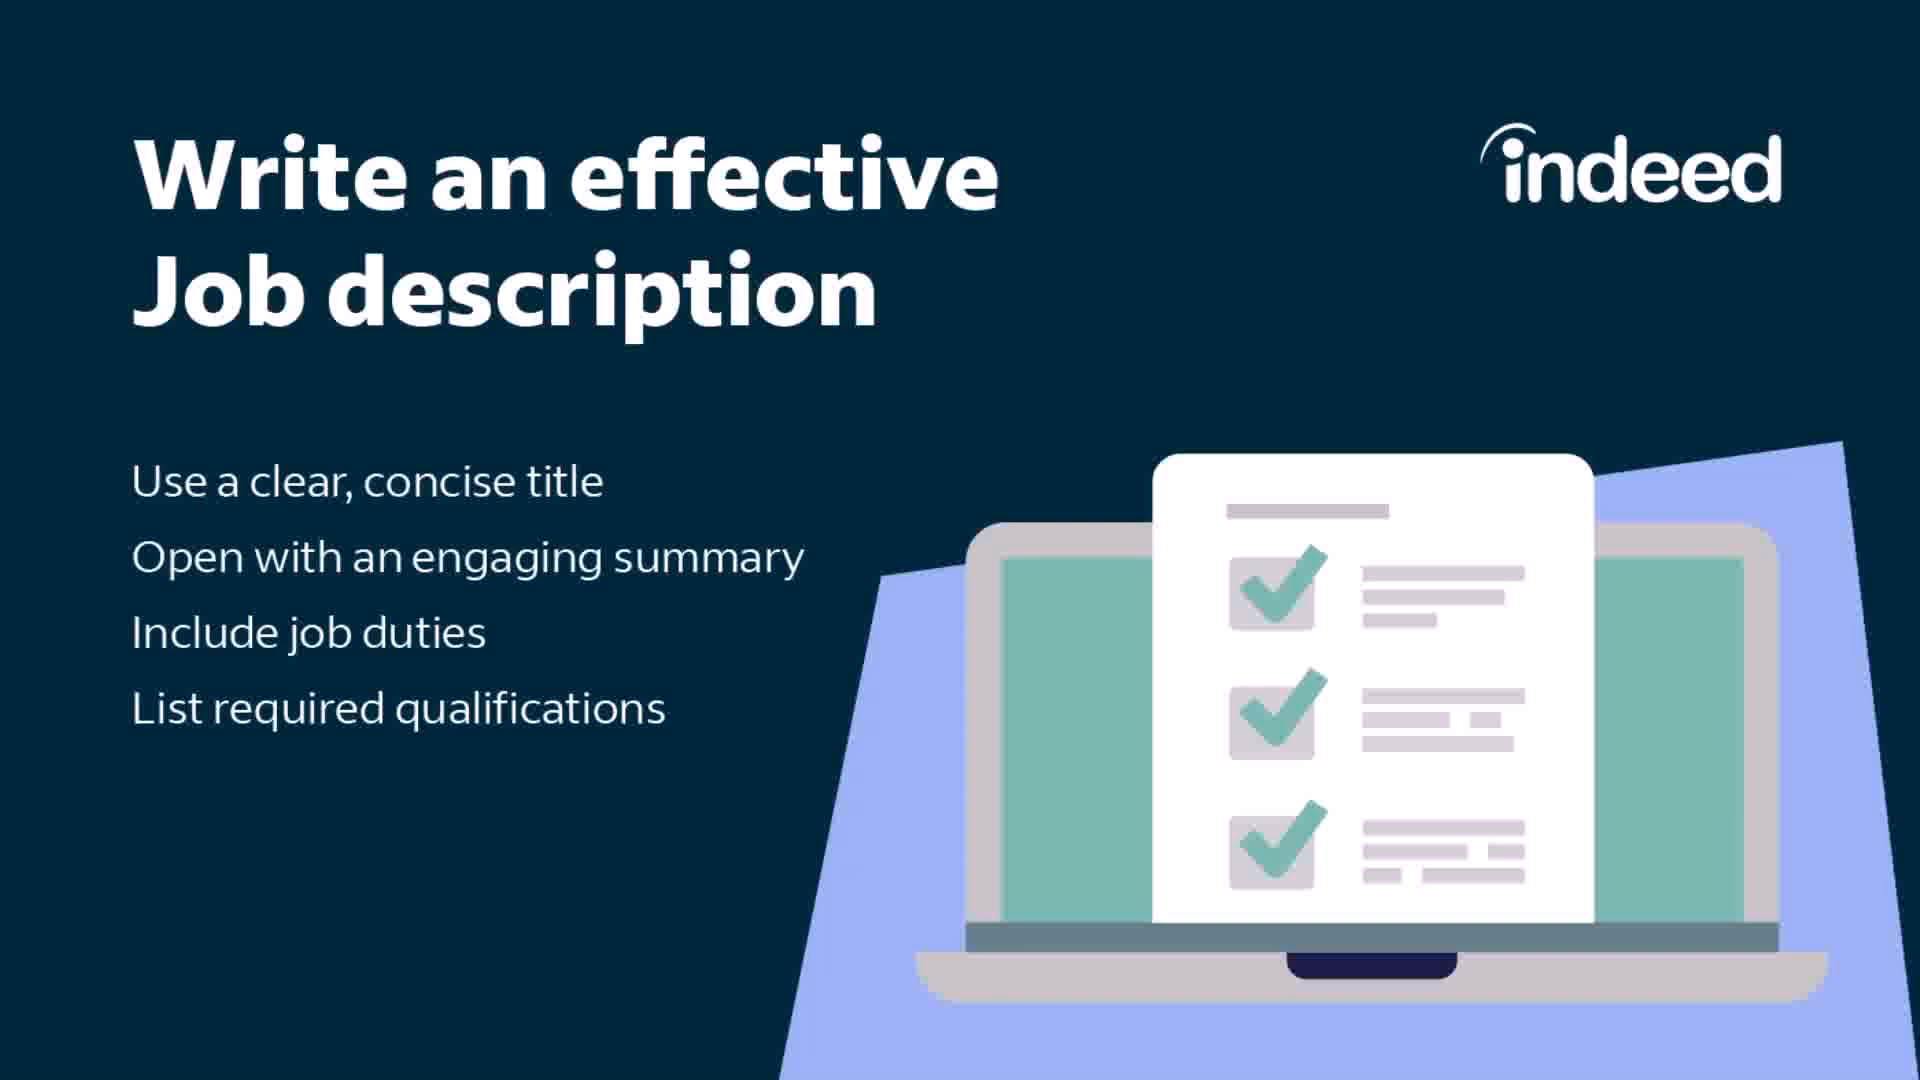 Write an effective
Job description
indeed
Use a clear, concise title
Open with an engaging summary
Include job duties
List required qualifications